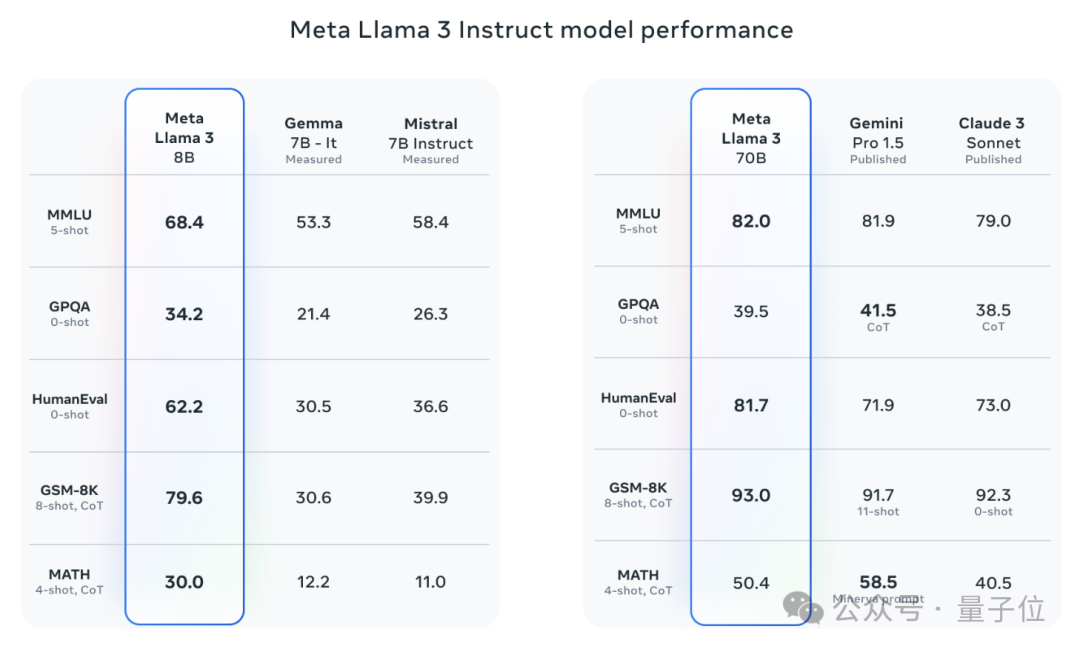 Meta Llama 3 Instruct model performance
Meta
Llama 3
8B
Gemma
7B - It
Measured
Mistral
7B Instruct
Measured
MMLU
5-shot
68.4
53.3
58.4
GPQA
0-shot
34.2
21.4
26.3
HumanEval
0-shot
62.2
30.5
36.6
GSM-8K
8-shot, CoT
79.6
30.6
39.9
MATH
4-shot, CoT
30.0
12.2
11.0
Meta
Llama 3
70B
Gemini
Pro 1.5
Published
Claude 3
Sonnet
Published
MMLU
5-shot
82.0
81.9
79.0
GPQA
0-shot
39.5
41.5
CoT
38.5
CoT
HumanEval
0-shot
81.7
71.9
73.0
GSM-8K
8-shot, CoT
93.0
91.7
11-shot
92.3
0-shot
MATH
4-shot, CoT
50.4
58.5
Minerva prompt
40.5
公众号 · 量子位